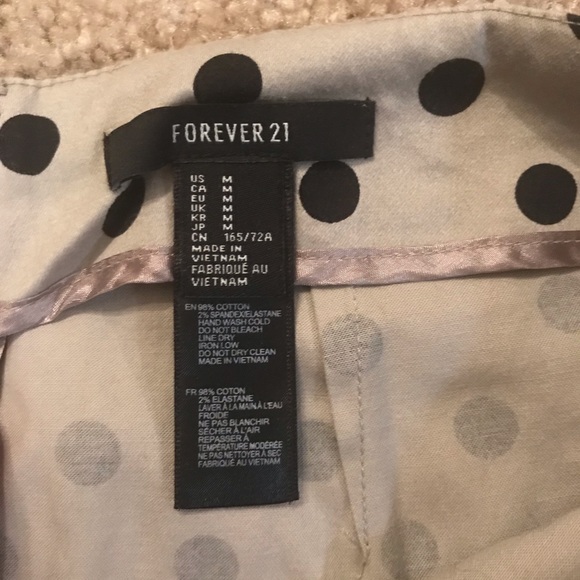 FOREVER 21
US M
CA M
EU M
UK M
KR M
JP M
CN 165/72A
MADE IN
VIETNAM
FABRIQUÉ AU
VIETNAM
EN 98% COTTON
2% SPANDEX/ELASTANE
HAND WASH COLD
DO NOT BLEACH
LINE DRY
IRON LOW
DO NOT DRY CLEAN
MADE IN VIETNAM
FR 98% COTON
2% ELASTANE
LAVER À LA MAIN À L'EAU
FROIDE
NE PAS BLANCHIR
SÉCHER À L'AIR
REPASSER À
TEMPÉRATURE MODÉRÉE
NE PAS NETTOYER À SEC
FABRIQUÉ AU VIETNAM